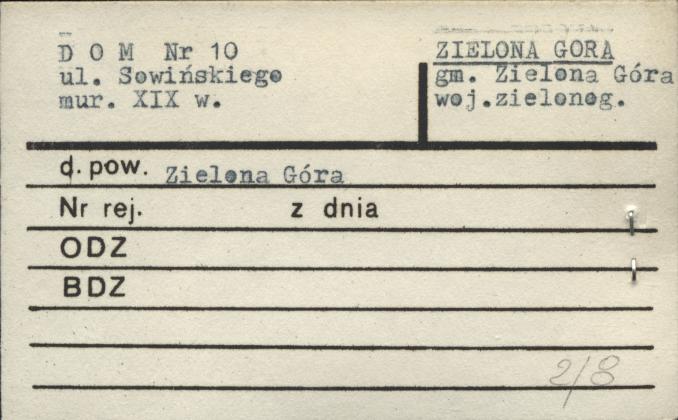 D O M Nr 10
ul. Sowińskiego
mur. XIX w.
ZIELONA GORA
gm. Zielona Góra
woj.zielonog.
d. pow. Zielona Góra
Nr rej. z dnia
ODZ
BDZ
2/8